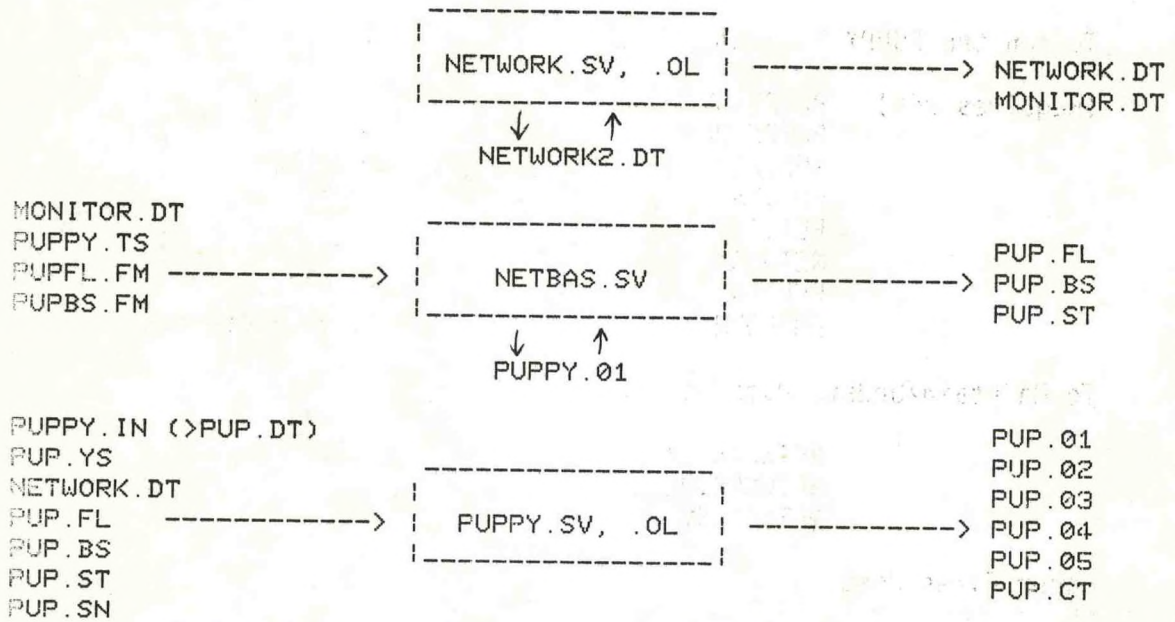 NETWORK.SV, .OL
NETWORK.DT
MONITOR.DT
NETWORK2.DT
MONITOR.DT
PUPPY.TS
PUPFL.FM
PUPBS.FM
NETBAS.SV
PUP.FL
PUP.BS
PUP.ST
PUPPY.01
PUPPY.IN (>PUP.DT)
PUP.YS
NETWORK.DT
PUP.FL
PUP.BS
PUP.ST
PUP.SN
PUPPY.SV, .OL
PUP.01
PUP.02
PUP.03
PUP.04
PUP.05
PUP.CT